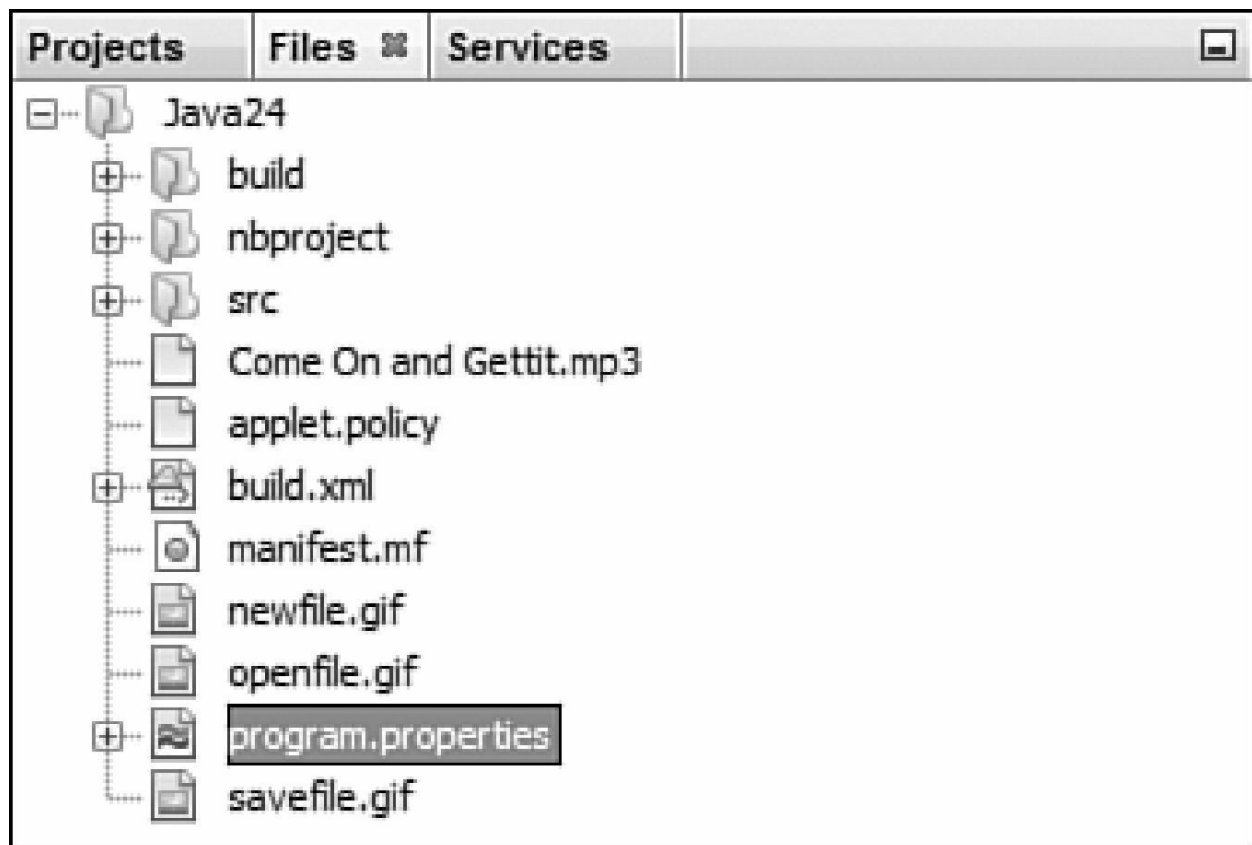 Projects Files Services
Java24
build
nbproject
src
Come On and Gettit.mp3
applet.policy
build.xml
manifest.mf
newfile.gif
openfile.gif
program.properties
savefile.gif